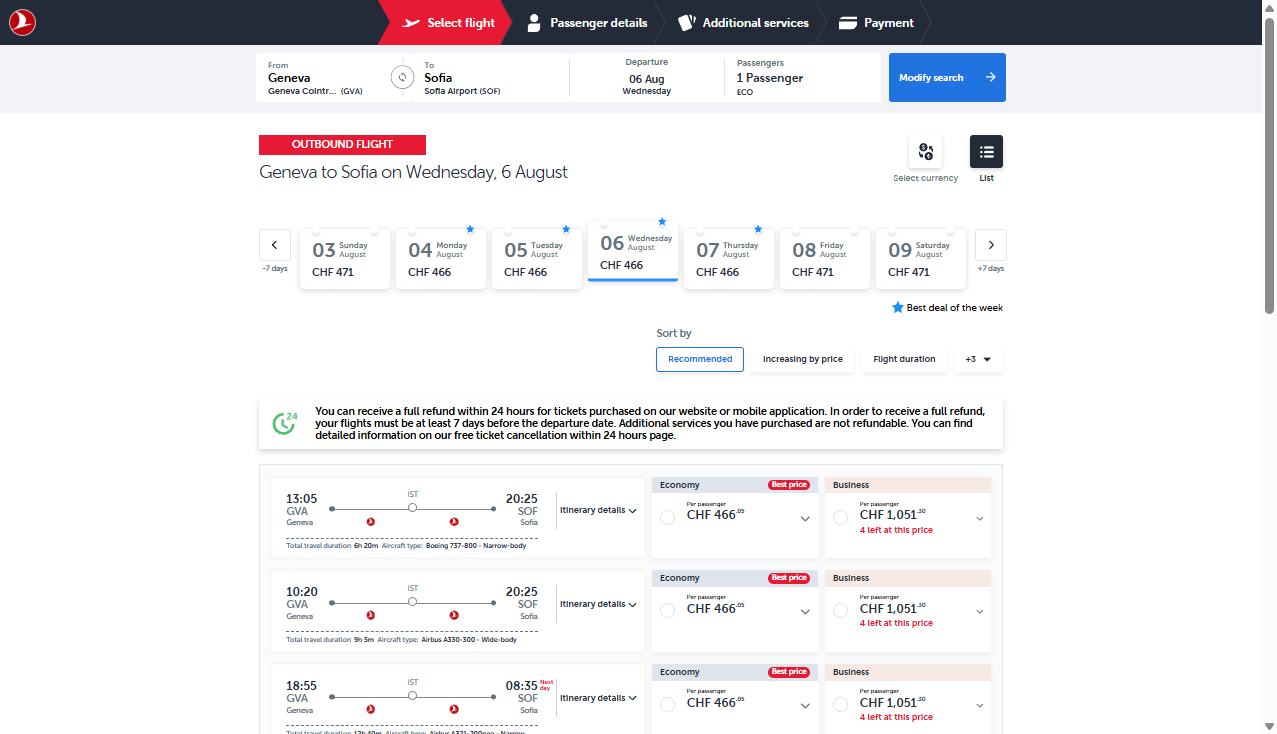 Select flight
Passenger details
Additional services
Payment
From
Geneva
Geneva Cointr... (GVA)
To
Sofia
Sofia Airport (SOF)
Departure
06 Aug
Wednesday
Passengers
1 Passenger
ECO
Modify search
OUTBOUND FLIGHT
Geneva to Sofia on Wednesday, 6 August
Select currency
List
-7 days
03 Sunday August
CHF 471
04 Monday August
CHF 466
05 Tuesday August
CHF 466
06 Wednesday August
CHF 466
07 Thursday August
CHF 466
08 Friday August
CHF 471
09 Saturday August
CHF 471
+7 days
Best deal of the week
Sort by
Recommended
Increasing by price
Flight duration
+3
24
You can receive a full refund within 24 hours for tickets purchased on our website or mobile application. In order to receive a full refund,
your flights must be at least 7 days before the departure date. Additional services you have purchased are not refundable. You can find
detailed information on our free ticket cancellation within 24 hours page.
13:05
GVA
Geneva
IST
20:25
SOF
Sofia
Itinerary details
Total travel duration 6h 20m Aircraft type: Boeing 737-800 - Narrow-body
Economy
Best price
Per passenger
CHF 466.05
Business
Per passenger
CHF 1,051.30
4 left at this price
10:20
GVA
Geneva
IST
20:25
SOF
Sofia
Itinerary details
Total travel duration 9h 5m Aircraft type: Airbus A330-300 - Wide-body
Economy
Best price
Per passenger
CHF 466.05
Business
Per passenger
CHF 1,051.30
4 left at this price
18:55
GVA
Geneva
IST
08:35 Next day
SOF
Sofia
Itinerary details
Total travel duration 12h 40m Aircraft type: Airbus A321-200neo - Narrow-
Economy
Best price
Per passenger
CHF 466.05
Business
Per passenger
CHF 1,051.30
4 left at this price